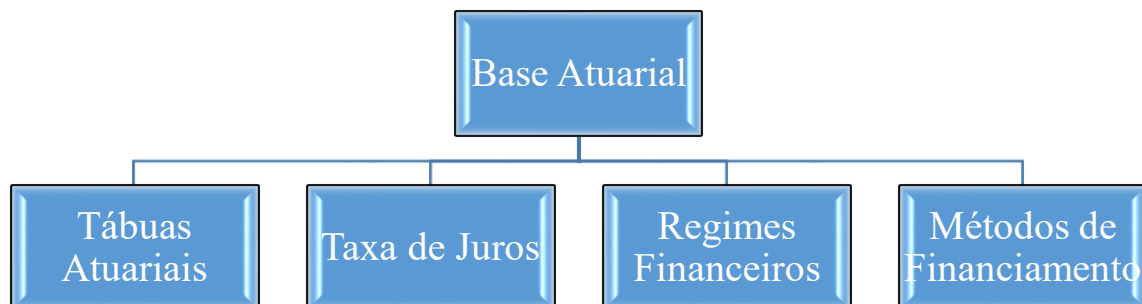 Base Atuarial
Tábuas
Atuariais
Taxa de Juros
Regimes
Financeiros
Métodos de
Financiamento